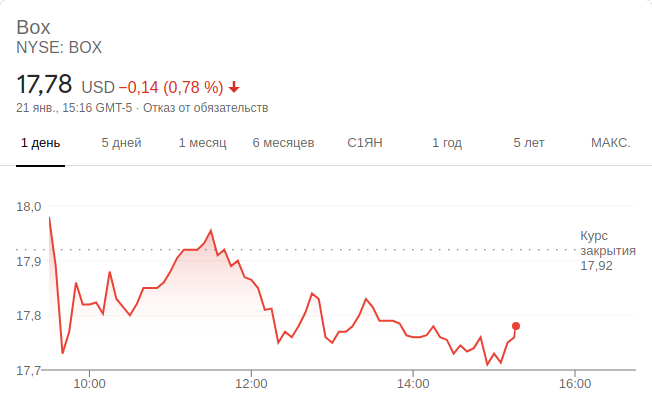 Box
NYSE: BOX
17,78 USD −0,14 (0,78 %)
21 янв., 15:16 GMT-5 · Отказ от обязательств
1 день 5 дней 1 месяц 6 месяцев С1ЯН 1 год 5 лет МАКС.
18,0
Курс
закрытия
17,92
17,9
17,8
17,7
10:00 12:00 14:00 16:00